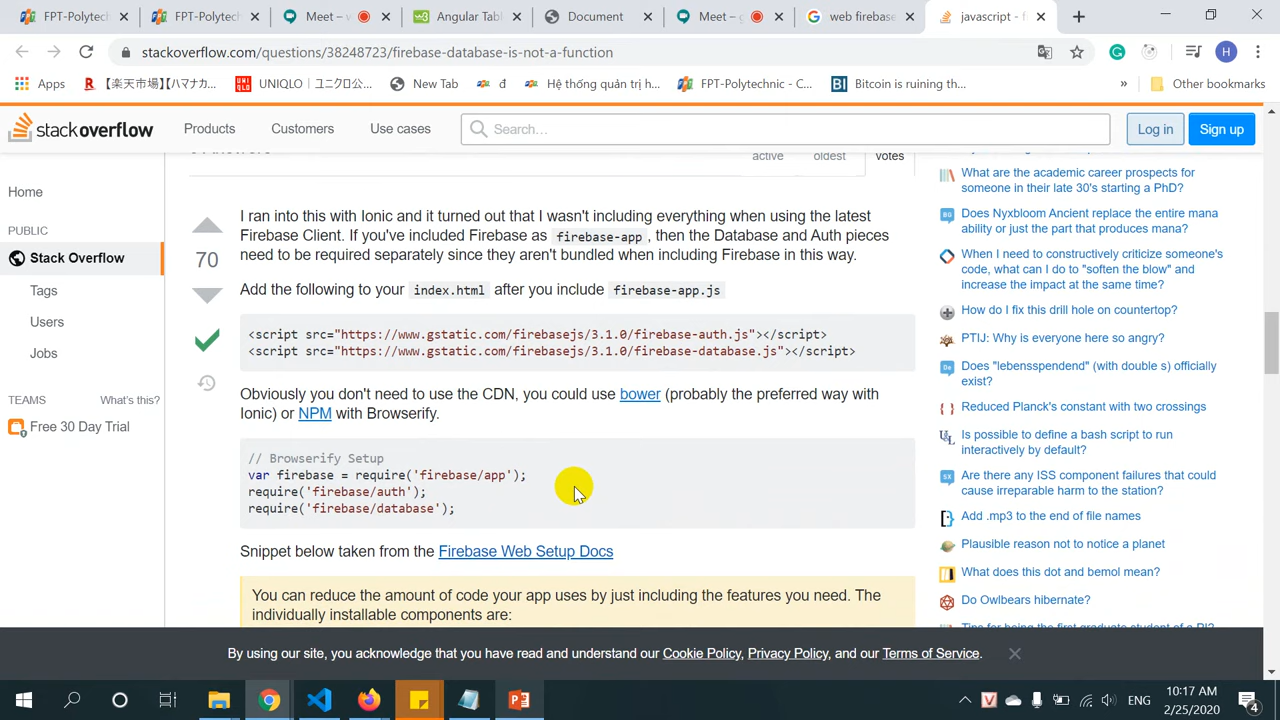 FPT-Polytech
FPT-Polytech
Meet – w
Angular Tab
Document
Meet – g
web firebase
javascript - f
stackoverflow.com/questions/38248723/firebase-database-is-not-a-function
H
Apps
【楽天市場】【ハマナカ...
UNIQLO｜ユニクロ公...
New Tab
đ
Hệ thống quản trị h...
FPT-Polytechnic - C...
BI
Bitcoin is ruining th...
»
Other bookmarks
stackoverflow
Products
Customers
Use cases
Search...
Log in
Sign up
active
oldest
votes
Home
PUBLIC
Stack Overflow
Tags
Users
Jobs
TEAMS
What's this?
Free 30 Day Trial
70
I ran into this with Ionic and it turned out that I wasn't including everything when using the latest
Firebase Client. If you've included Firebase as firebase-app, then the Database and Auth pieces
need to be required separately since they aren't bundled when including Firebase in this way.
Add the following to your index.html after you include firebase-app.js
<script src="https://www.gstatic.com/firebasejs/3.1.0/firebase-auth.js"></script>
<script src="https://www.gstatic.com/firebasejs/3.1.0/firebase-database.js"></script>
Obviously you don't need to use the CDN, you could use bower (probably the preferred way with
Ionic) or NPM with Browserify.
// Browserify Setup
var firebase = require('firebase/app');
require('firebase/auth');
require('firebase/database');
Snippet below taken from the Firebase Web Setup Docs
You can reduce the amount of code your app uses by just including the features you need. The
individually installable components are:
What are the academic career prospects for
someone in their late 30's starting a PhD?
Does Nyxbloom Ancient replace the entire mana
ability or just the part that produces mana?
When I need to constructively criticize someone's
code, what can I do to "soften the blow" and
increase the impact at the same time?
How do I fix this drill hole on countertop?
PTIJ: Why is everyone here so angry?
Does "lebensspendend" (with double s) officially
exist?
Reduced Planck's constant with two crossings
Is possible to define a bash script to run
interactively by default?
Are there any ISS component failures that could
cause irreparable harm to the station?
Add .mp3 to the end of file names
Plausible reason not to notice a planet
What does this dot and bemol mean?
Do Owlbears hibernate?
By using our site, you acknowledge that you have read and understand our Cookie Policy, Privacy Policy, and our Terms of Service.
ENG
10:17 AM
2/25/2020
4